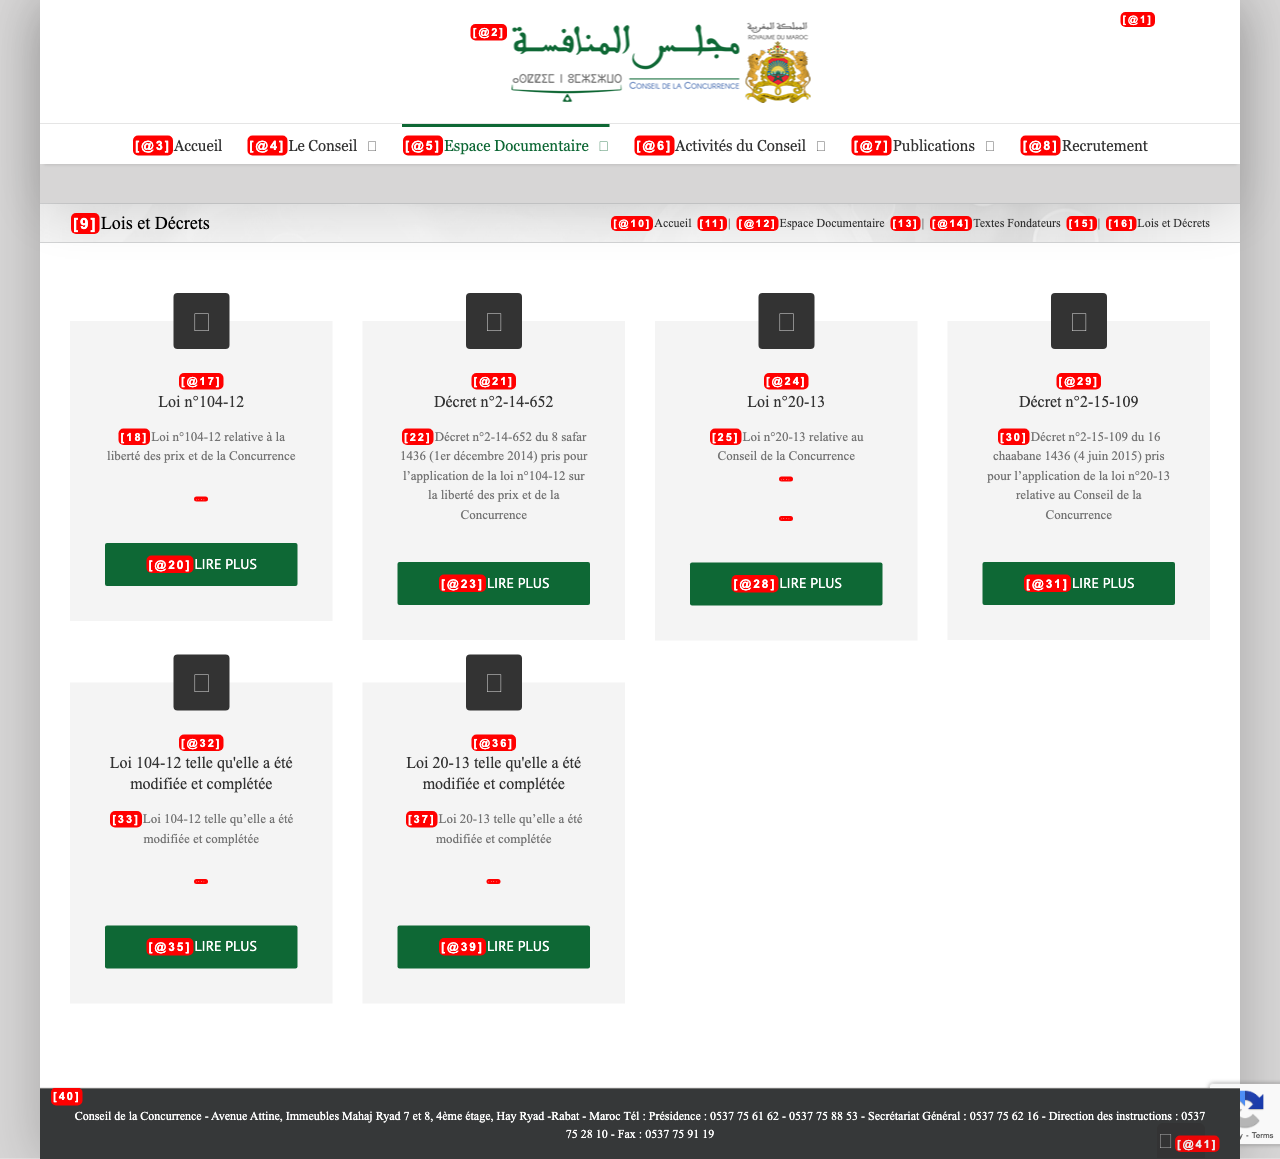 [@1]
المملكة المغربية
ROYAUME DU MAROC
[@2] مجلس المنافسة
CONSEIL DE LA CONCURRENCE
[@3]Accueil [@4]Le Conseil [@5]Espace Documentaire [@6]Activités du Conseil [@7]Publications [@8]Recrutement
[9]Lois et Décrets
[@10]Accueil [11]| [@12]Espace Documentaire [13]| [@14]Textes Fondateurs [15]| [16]Lois et Décrets
[@17]
Loi n°104-12
[18]Loi n°104-12 relative à la
liberté des prix et de la Concurrence
[@20]LIRE PLUS
[@21]
Décret n°2-14-652
[22]Décret n°2-14-652 du 8 safar
1436 (1er décembre 2014) pris pour
l’application de la loi n°104-12 sur
la liberté des prix et de la
Concurrence
[@23]LIRE PLUS
[@24]
Loi n°20-13
[25]Loi n°20-13 relative au
Conseil de la Concurrence
[@28]LIRE PLUS
[@29]
Décret n°2-15-109
[30]Décret n°2-15-109 du 16
chaabane 1436 (4 juin 2015) pris
pour l’application de la loi n°20-13
relative au Conseil de la
Concurrence
[@31]LIRE PLUS
[@32]
Loi 104-12 telle qu'elle a été
modifiée et complétée
[33]Loi 104-12 telle qu’elle a été
modifiée et complétée
[@35]LIRE PLUS
[@36]
Loi 20-13 telle qu'elle a été
modifiée et complétée
[37]Loi 20-13 telle qu’elle a été
modifiée et complétée
[@39]LIRE PLUS
[40]
Conseil de la Concurrence - Avenue Attine, Immeubles Mahaj Ryad 7 et 8, 4ème étage, Hay Ryad -Rabat - Maroc Tél : Présidence : 0537 75 61 62 - 0537 75 88 53 - Secrétariat Général : 0537 75 62 16 - Direction des instructions : 0537
75 28 10 - Fax : 0537 75 91 19
[@41]
- Terms